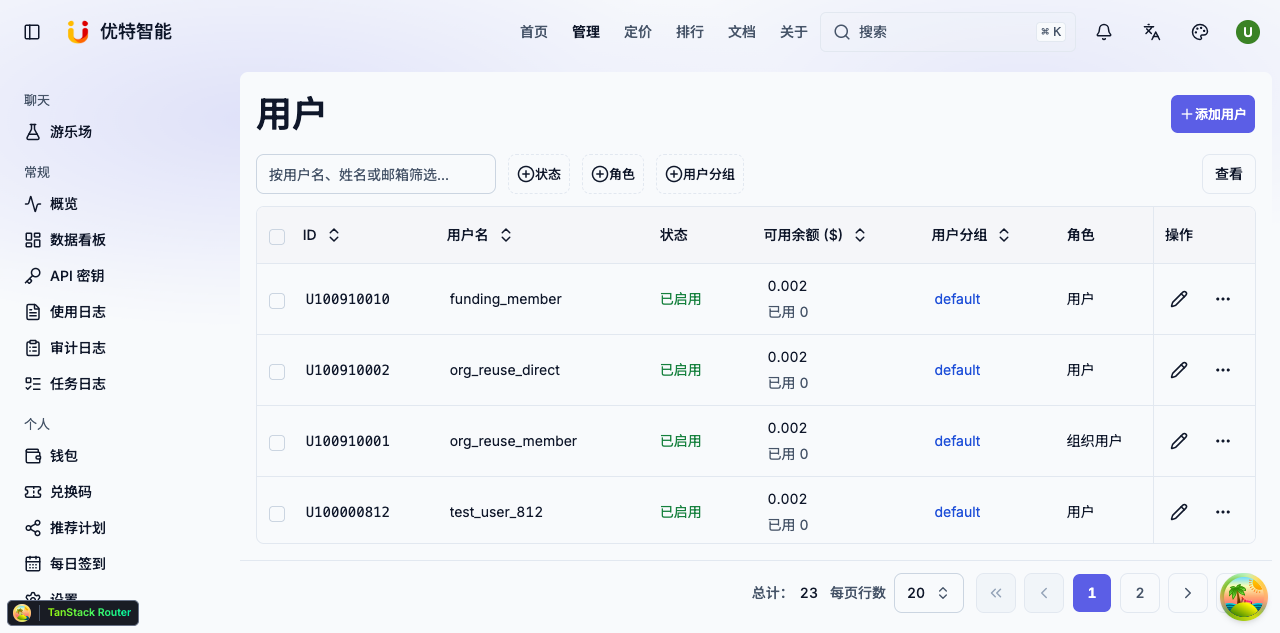 优特智能
首页 管理 定价 排行 文档 关于 搜索 ⌘ K U
聊天
游乐场
常规
概览
数据看板
API 密钥
使用日志
审计日志
任务日志
个人
钱包
兑换码
推荐计划
每日签到
设置
TanStack Router
用户
添加用户
按用户名、姓名或邮箱筛选... 状态 角色 用户分组 查看
ID 用户名 状态 可用余额 ($) 用户分组 角色 操作
U100910010 funding_member 已启用 0.002 default 用户
已用 0
U100910002 org_reuse_direct 已启用 0.002 default 用户
已用 0
U100910001 org_reuse_member 已启用 0.002 default 组织用户
已用 0
U100000812 test_user_812 已启用 0.002 default 用户
已用 0
总计： 23 每页行数 20 1 2